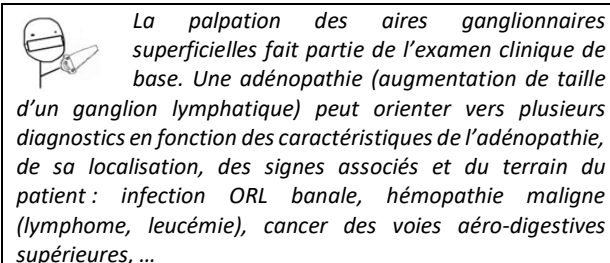 La palpation des aires ganglionnaires
superficielles fait partie de l’examen clinique de
base. Une adénopathie (augmentation de taille
d’un ganglion lymphatique) peut orienter vers plusieurs
diagnostics en fonction des caractéristiques de l’adénopathie,
de sa localisation, des signes associés et du terrain du
patient : infection ORL banale, hémopathie maligne
(lymphome, leucémie), cancer des voies aéro-digestives
supérieures, …